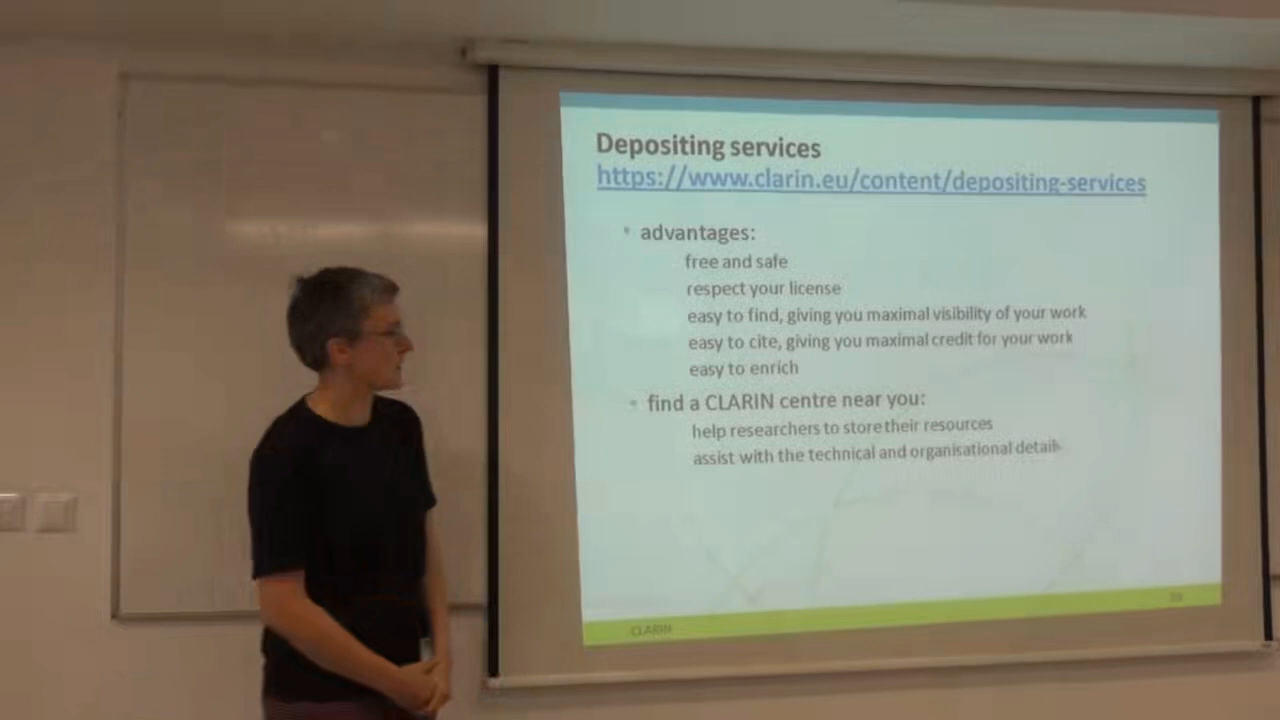 Depositing services
https://www.clarin.eu/content/depositing-services
advantages:
free and safe
respect your license
easy to find, giving you maximal visibility of your work
easy to cite, giving you maximal credit for your work
easy to enrich
find a CLARIN centre near you:
help researchers to store their resources
assist with the technical and organisational details
CLARIN